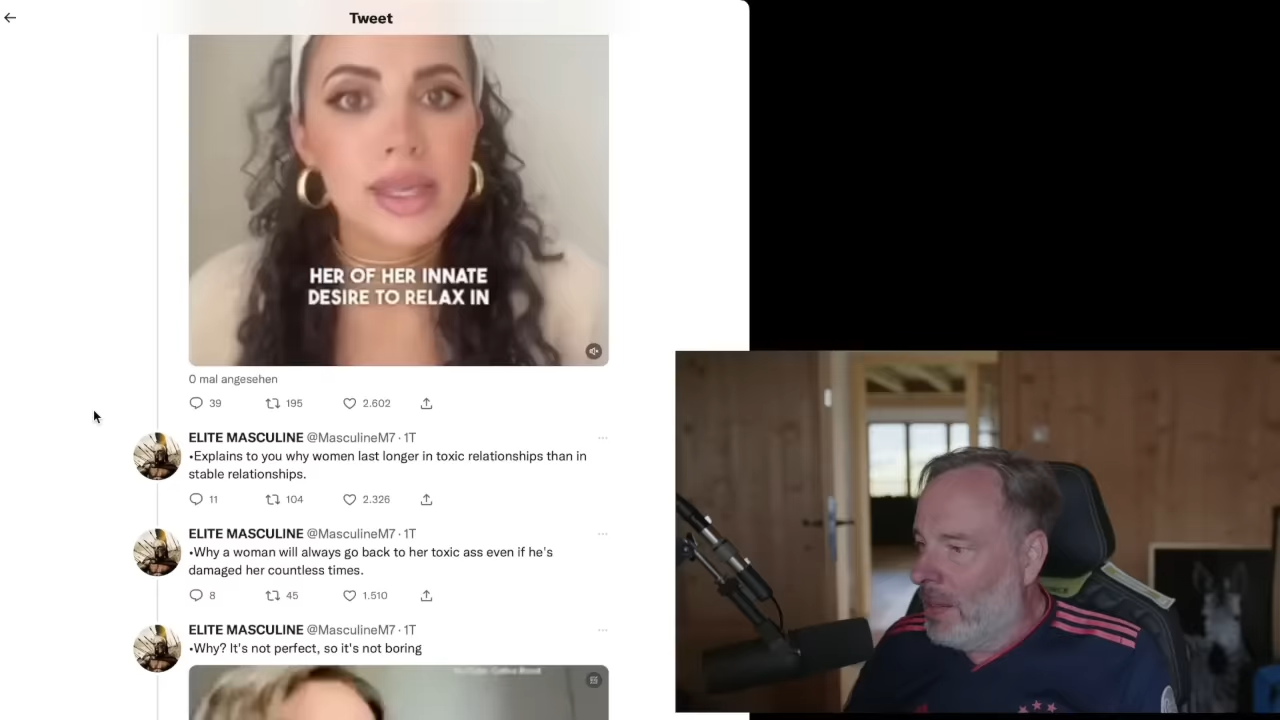 Tweet
HER OF HER INNATE
DESIRE TO RELAX IN
0 mal angesehen
39 195 2.602
ELITE MASCULINE @MasculineM7 · 1T
•Explains to you why women last longer in toxic relationships than in
stable relationships.
11 104 2.326
ELITE MASCULINE @MasculineM7 · 1T
•Why a woman will always go back to her toxic ass even if he's
damaged her countless times.
8 45 1.510
ELITE MASCULINE @MasculineM7 · 1T
•Why? It's not perfect, so it's not boring